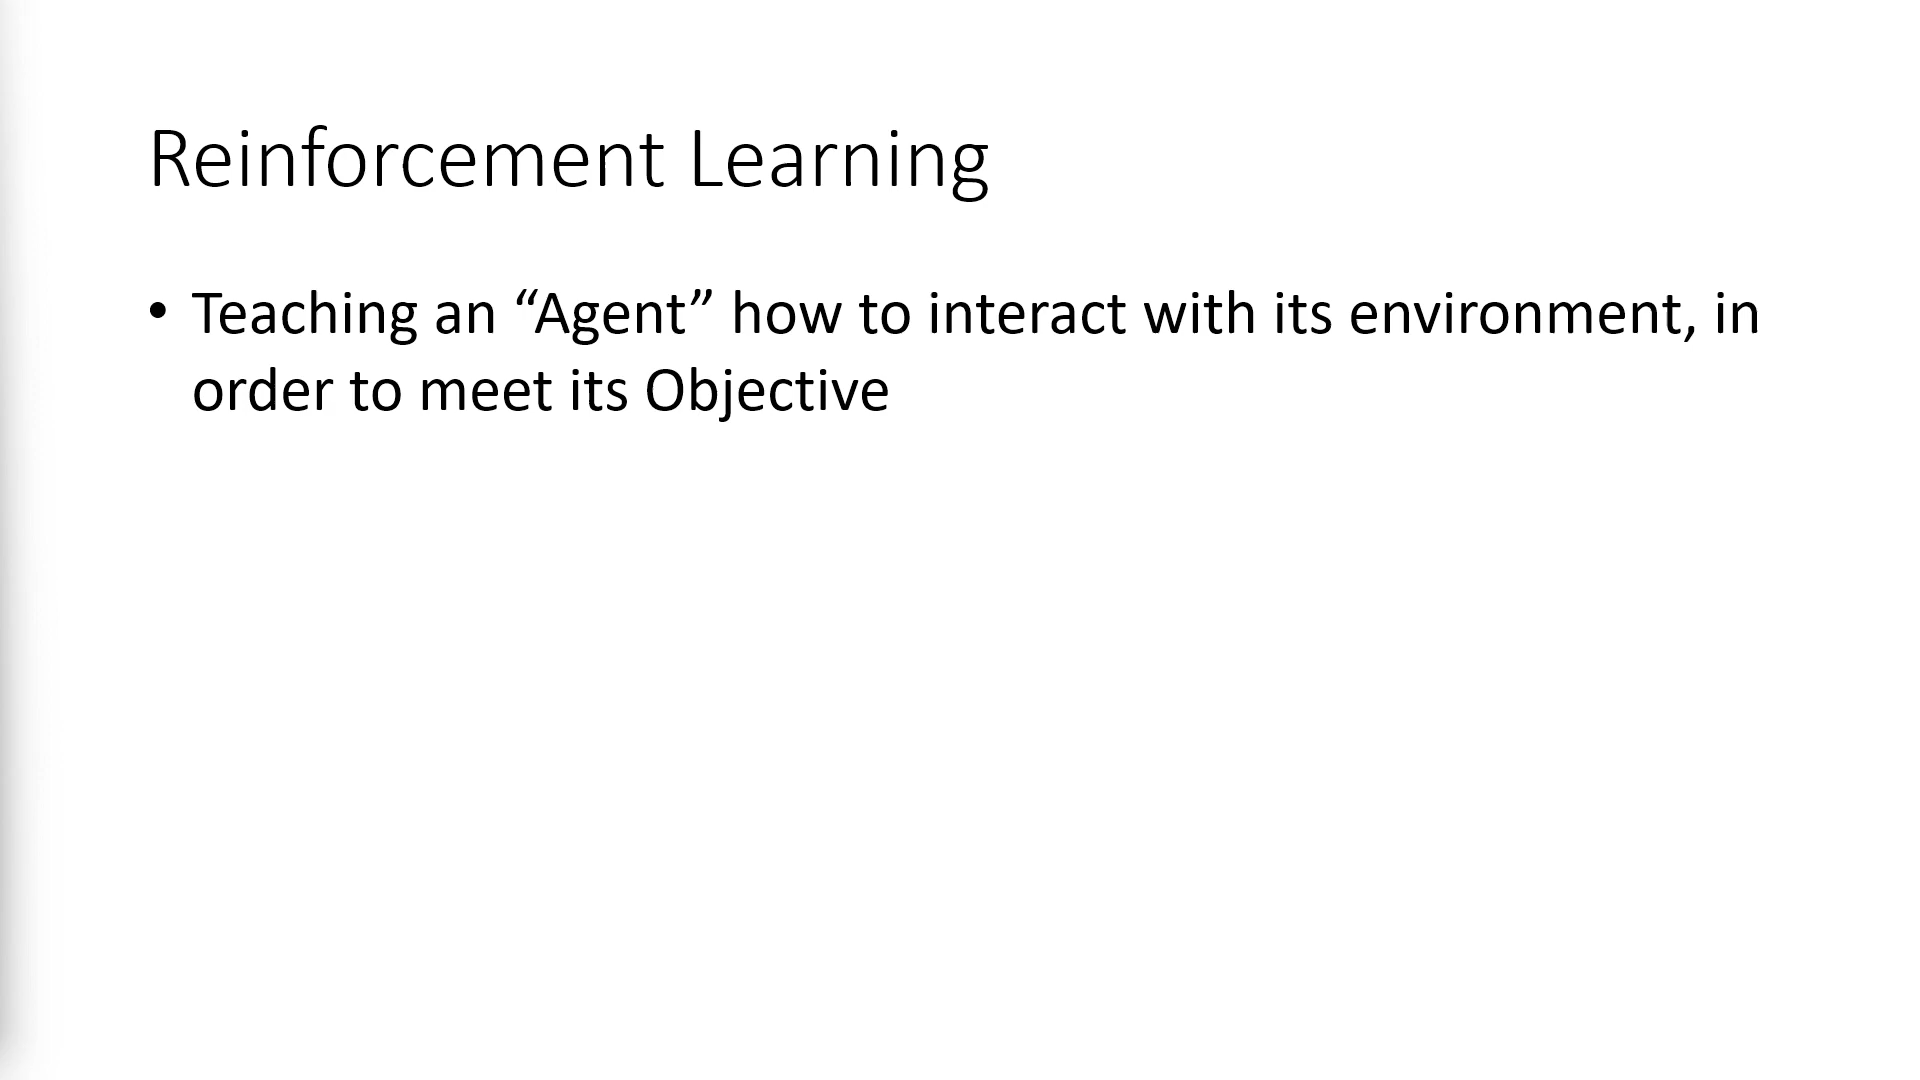 Reinforcement Learning
• Teaching an “Agent” how to interact with its environment, in
order to meet its Objective